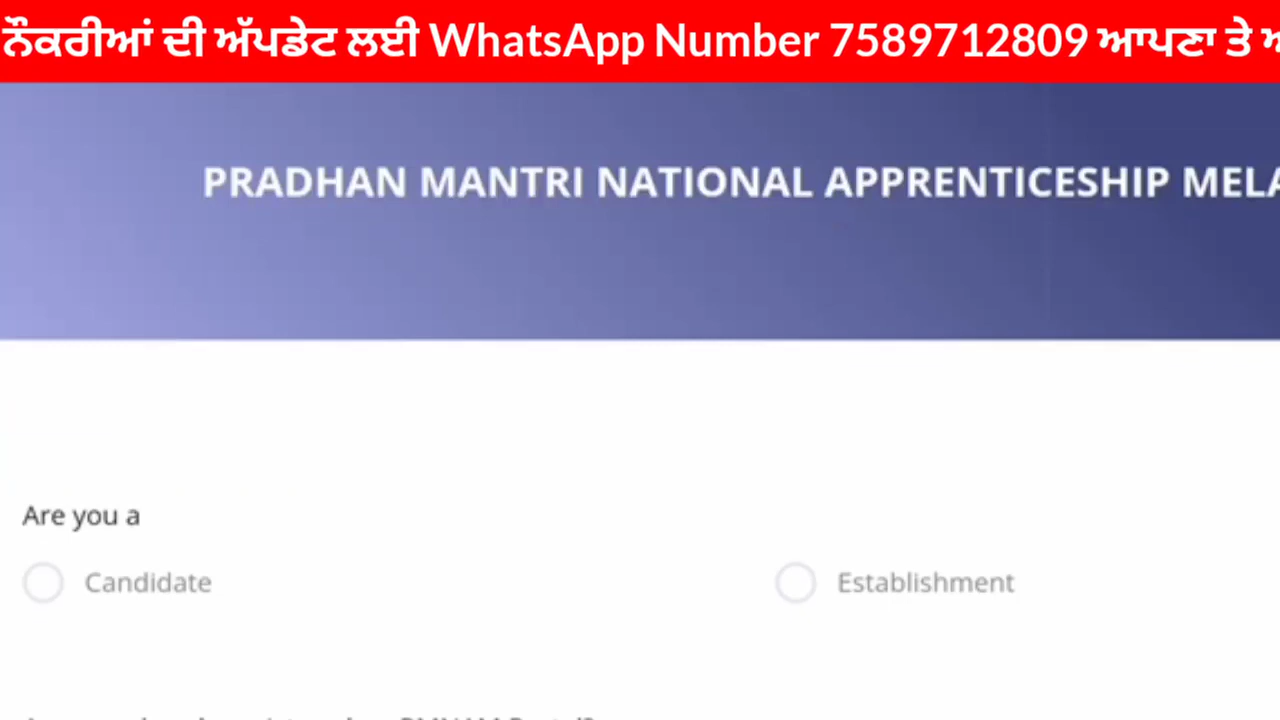 ਨੌਕਰੀਆਂ ਦੀ ਅੱਪਡੇਟ ਲਈ WhatsApp Number 7589712809 ਆਪਣਾ ਤੇ
PRADHAN MANTRI NATIONAL APPRENTICESHIP MELA
Are you a
Candidate
Establishment